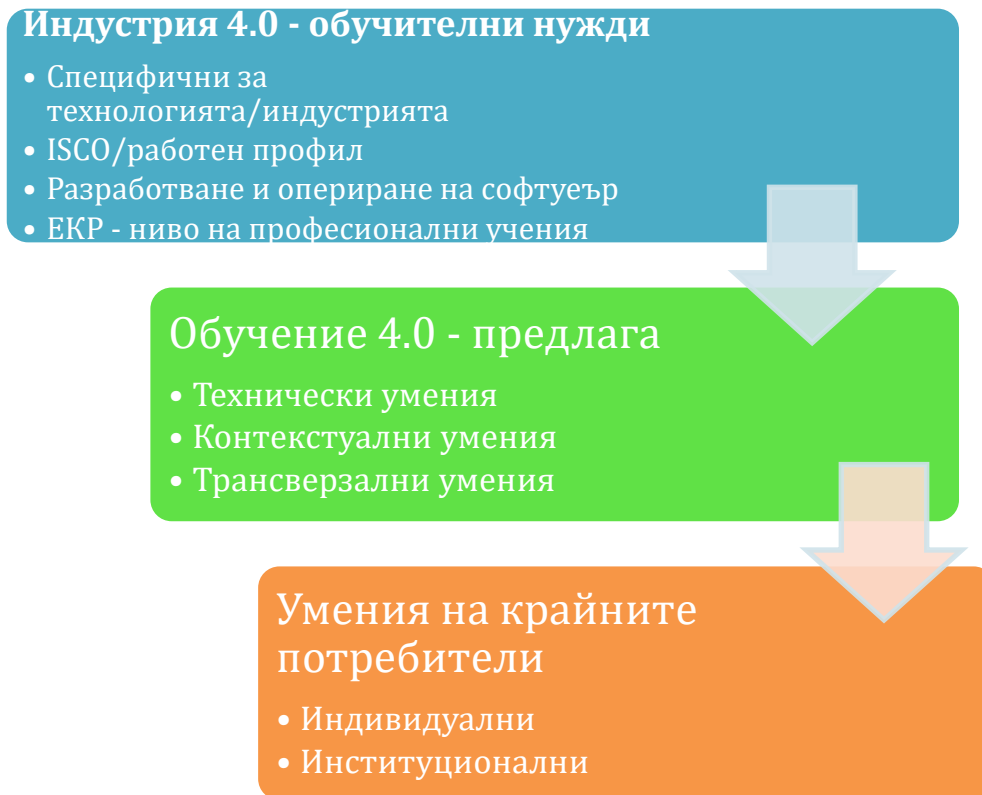 Индустрия 4.0 - обучителни нужди
• Специфични за
технологията/индустрията
• ISCO/работен профил
• Разработване и опериране на софтуер
• ЕКР - ниво на професионални учения
Обучение 4.0 - предлага
• Технически умения
• Контекстуални умения
• Трансверзални умения
Умения на крайните
потребители
• Индивидуални
• Институционални